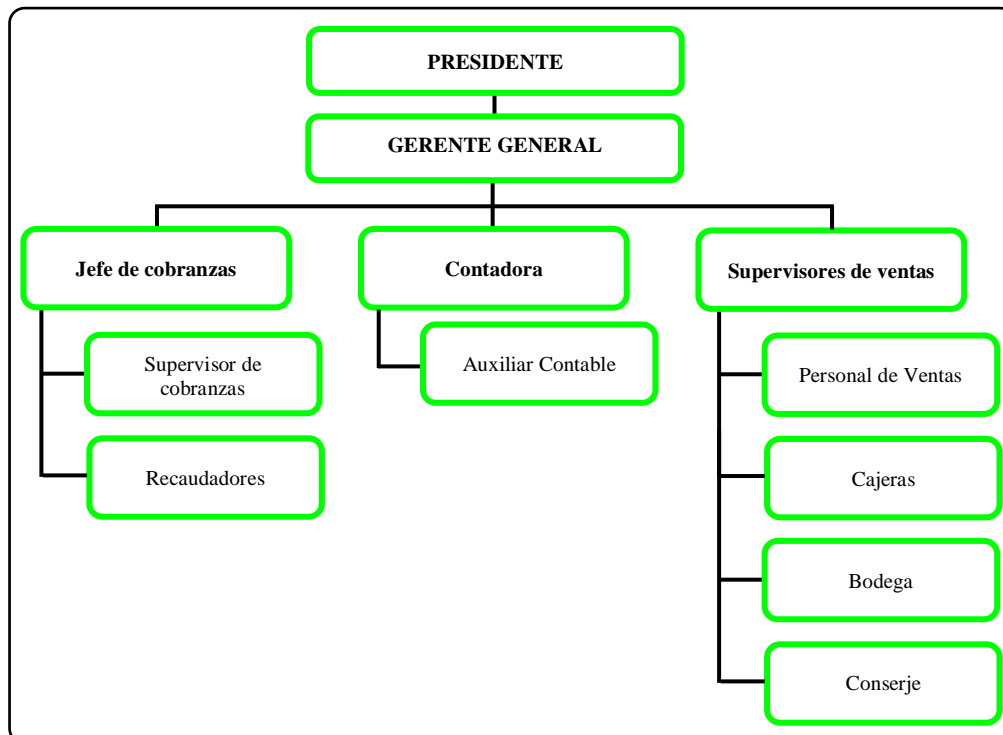 PRESIDENTE
GERENTE GENERAL
Jefe de cobranzas
Contadora
Supervisores de ventas
Supervisor de
cobranzas
Auxiliar Contable
Personal de Ventas
Recaudadores
Cajeras
Bodega
Conserje